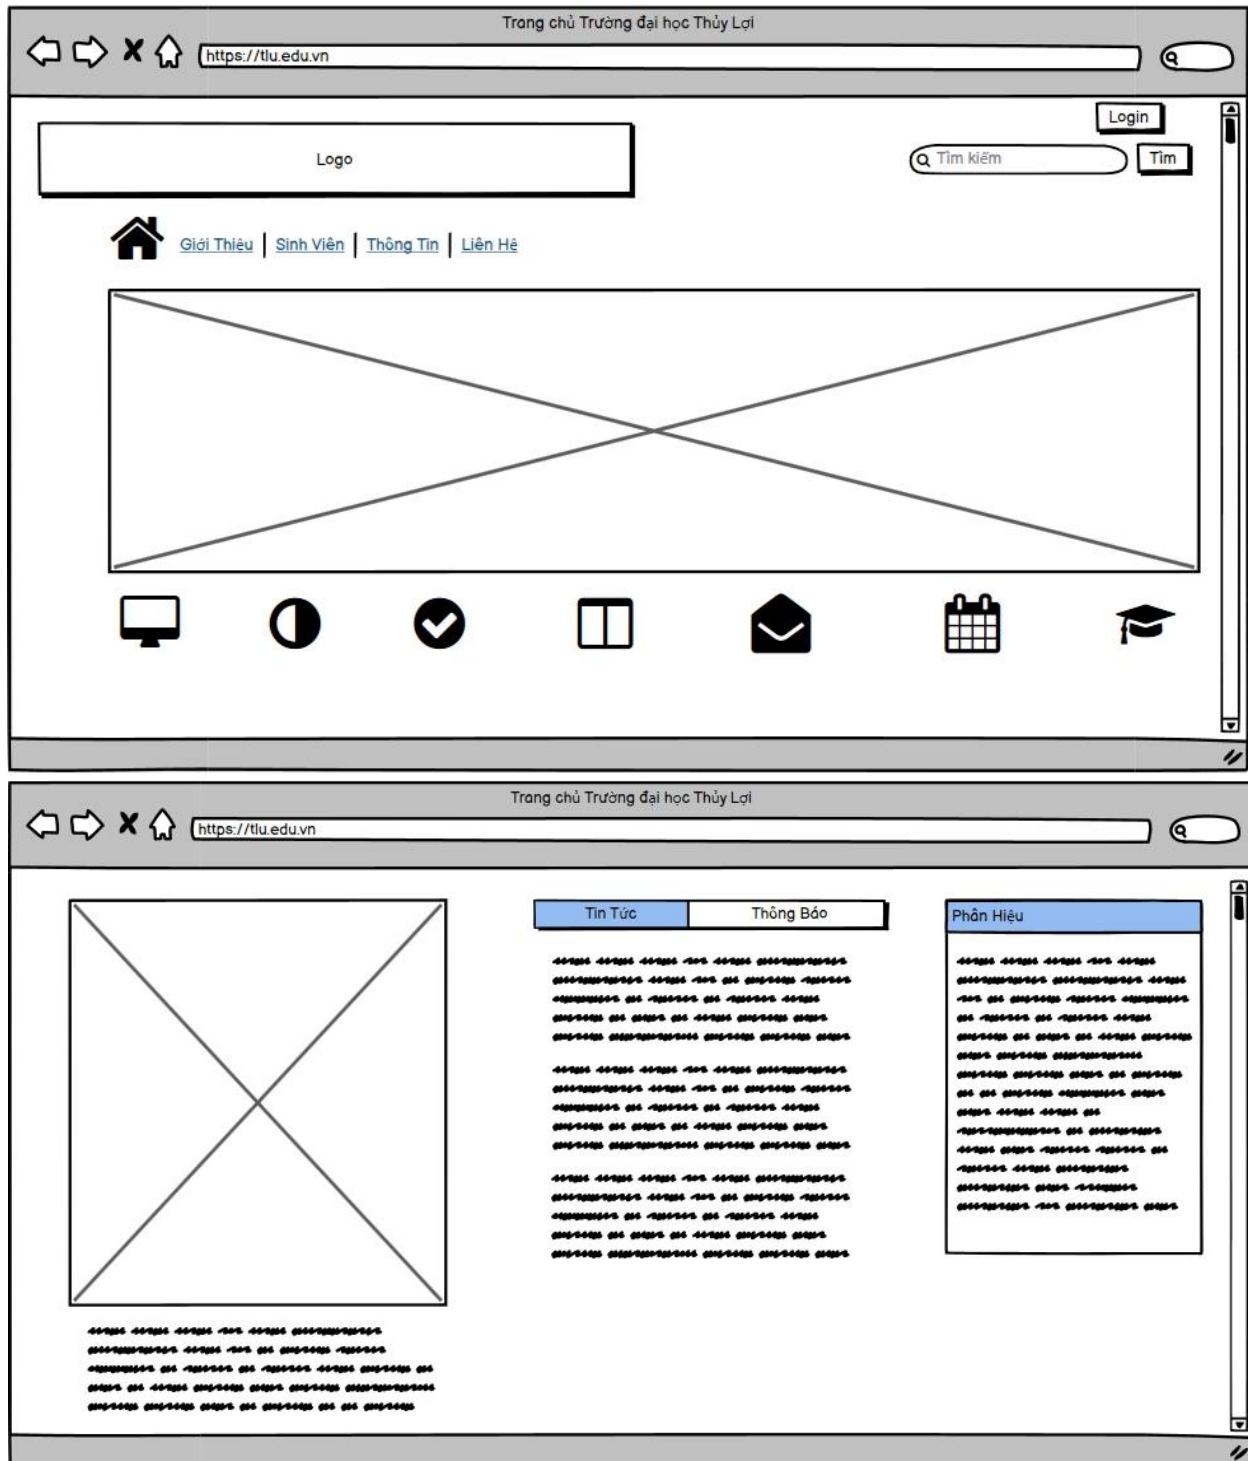 Trang chủ Trường đại học Thủy Lợi
https://tlu.edu.vn
Login
Logo
Tìm kiếm
Tìm
Giới Thiệu | Sinh Viên | Thông Tin | Liên Hệ
Trang chủ Trường đại học Thủy Lợi
https://tlu.edu.vn
Tin Tức
Thông Báo
Phân Hiệu